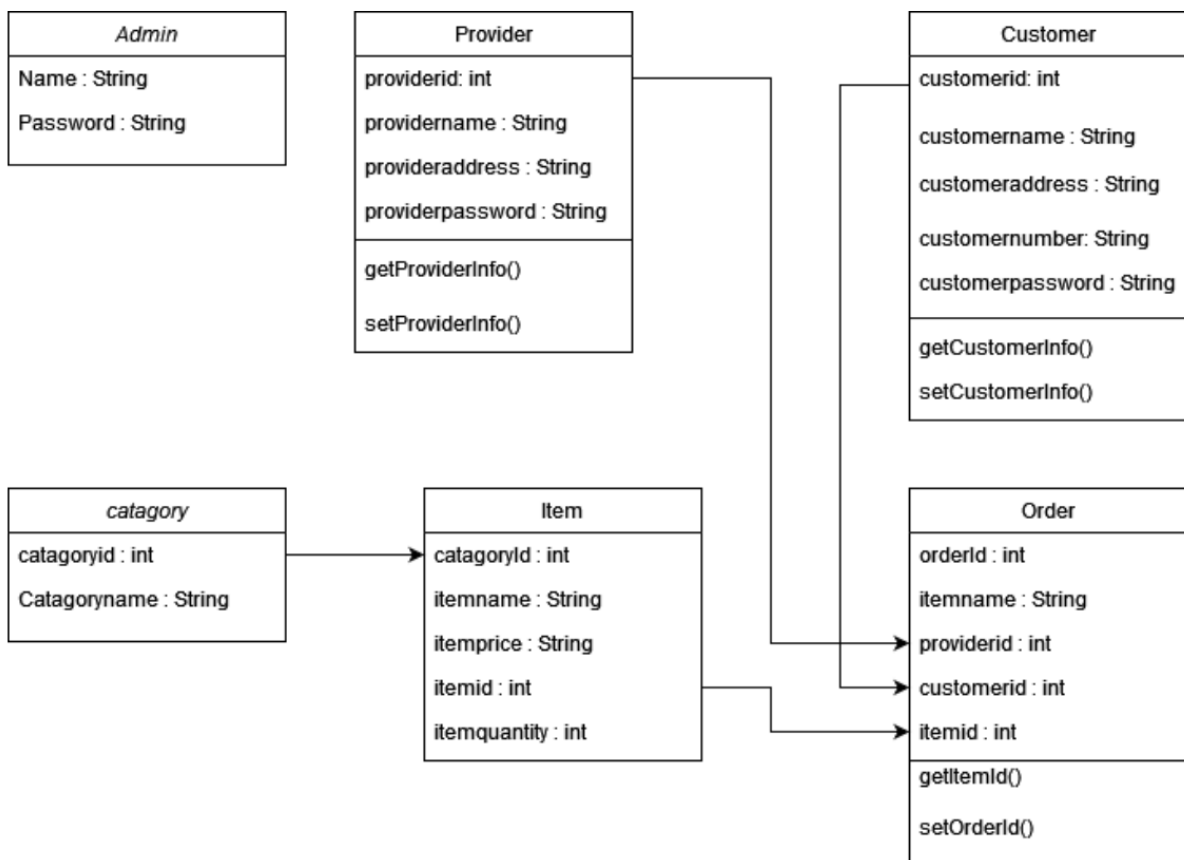 Admin
Name : String
Password : String
Provider
providerid: int
providername : String
provideraddress : String
providerpassword : String
getProviderInfo()
setProviderInfo()
Customer
customerid: int
customername : String
customeraddress : String
customernumber: String
customerpassword : String
getCustomerInfo()
setCustomerInfo()
catagory
catagoryid : int
Catagoryname : String
Item
catagoryId : int
itemname : String
itemprice : String
itemid : int
itemquantity : int
Order
orderId : int
itemname : String
providerid : int
customerid : int
itemid : int
getItemId()
setOrderId()